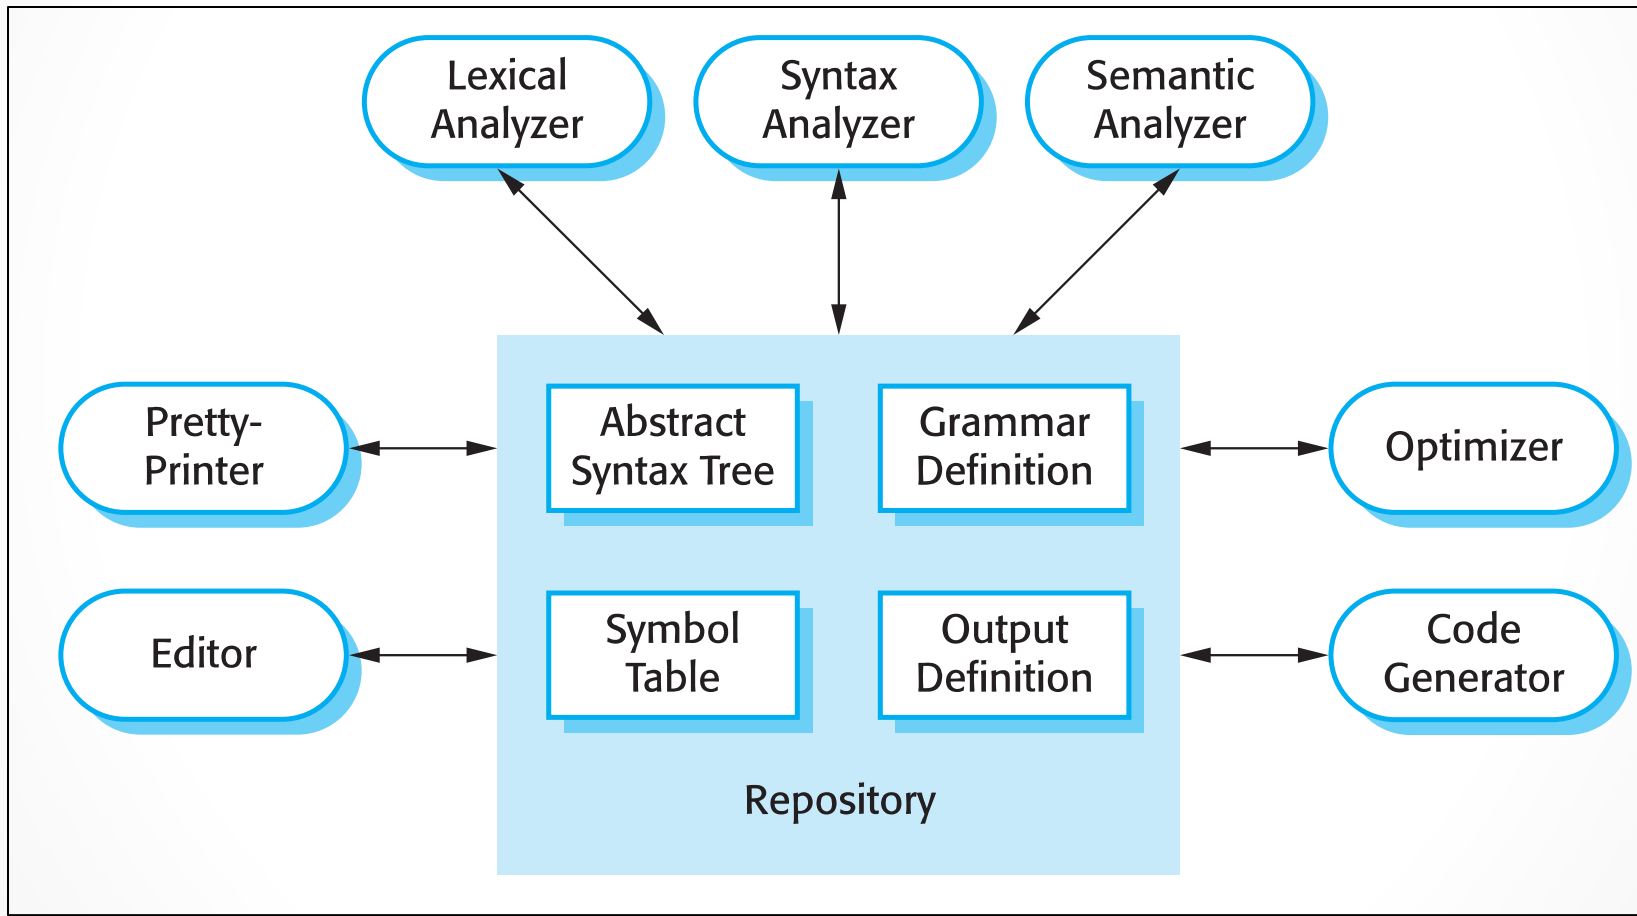 Lexical
Analyzer
Syntax
Analyzer
Semantic
Analyzer
Pretty-
Printer
Abstract
Syntax Tree
Grammar
Definition
Optimizer
Editor
Symbol
Table
Output
Definition
Code
Generator
Repository